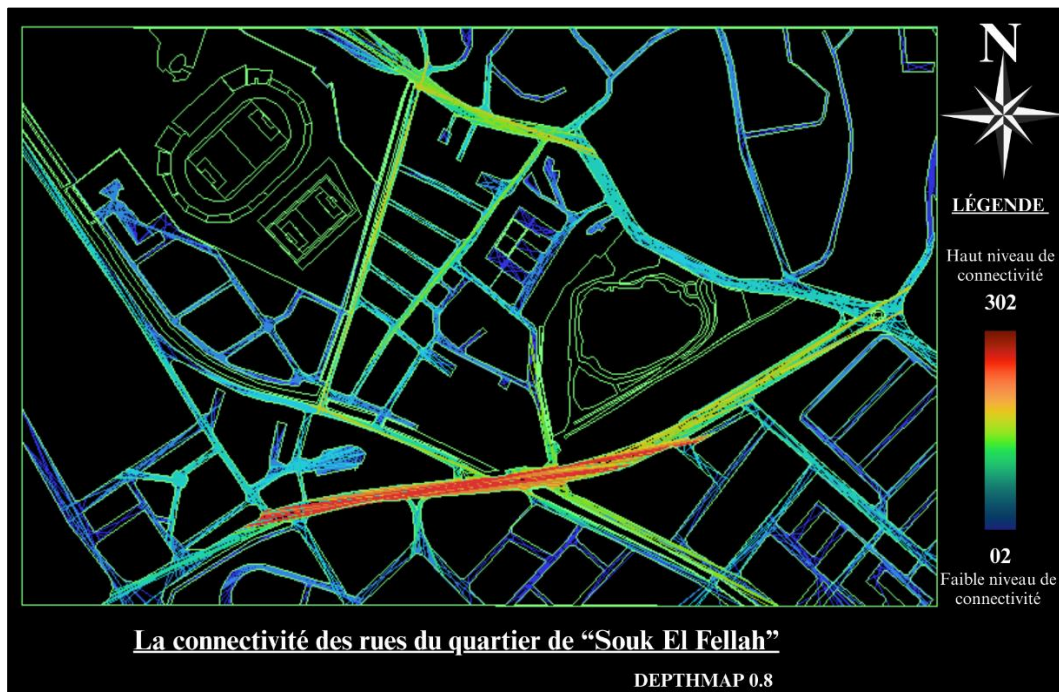 N
LÉGENDE
Haut niveau de
connectivité
302
02
Faible niveau de
connectivité
La connectivité des rues du quartier de “Souk El Fellah”
DEPTHMAP 0.8